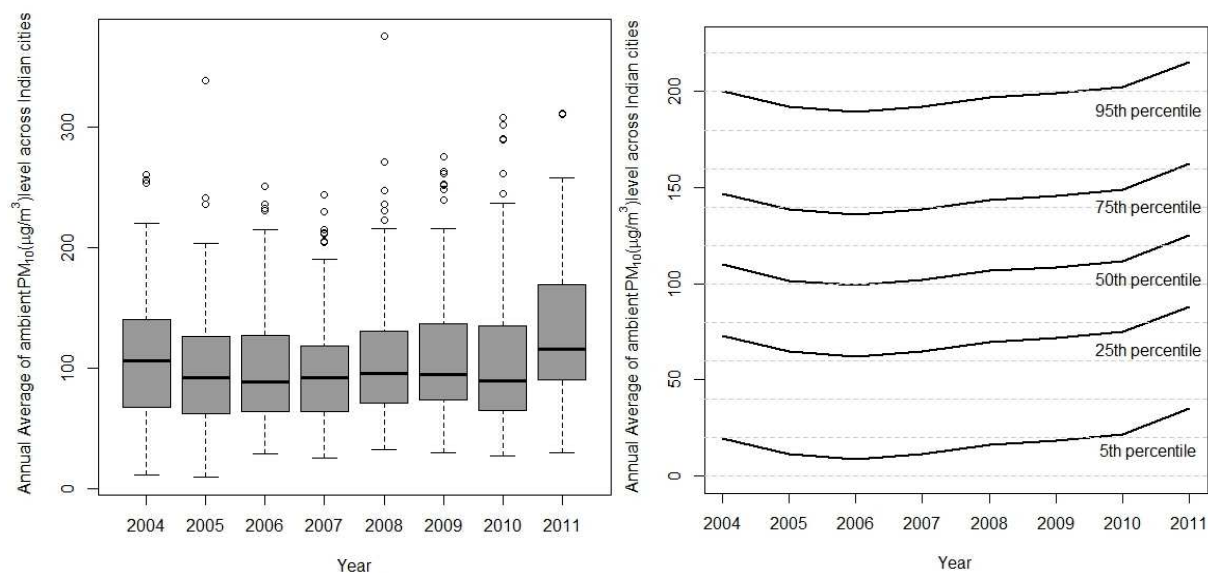 Annual Average of ambient PM10(μg/m3)level across Indian cities
300
200
100
0
2004 2005 2006 2007 2008 2009 2010 2011
Year
Annual Average of ambient PM10(μg/m3)level across Indian cities
200
150
100
50
0
95th percentile
75th percentile
50th percentile
25th percentile
5th percentile
2004 2005 2006 2007 2008 2009 2010 2011
Year